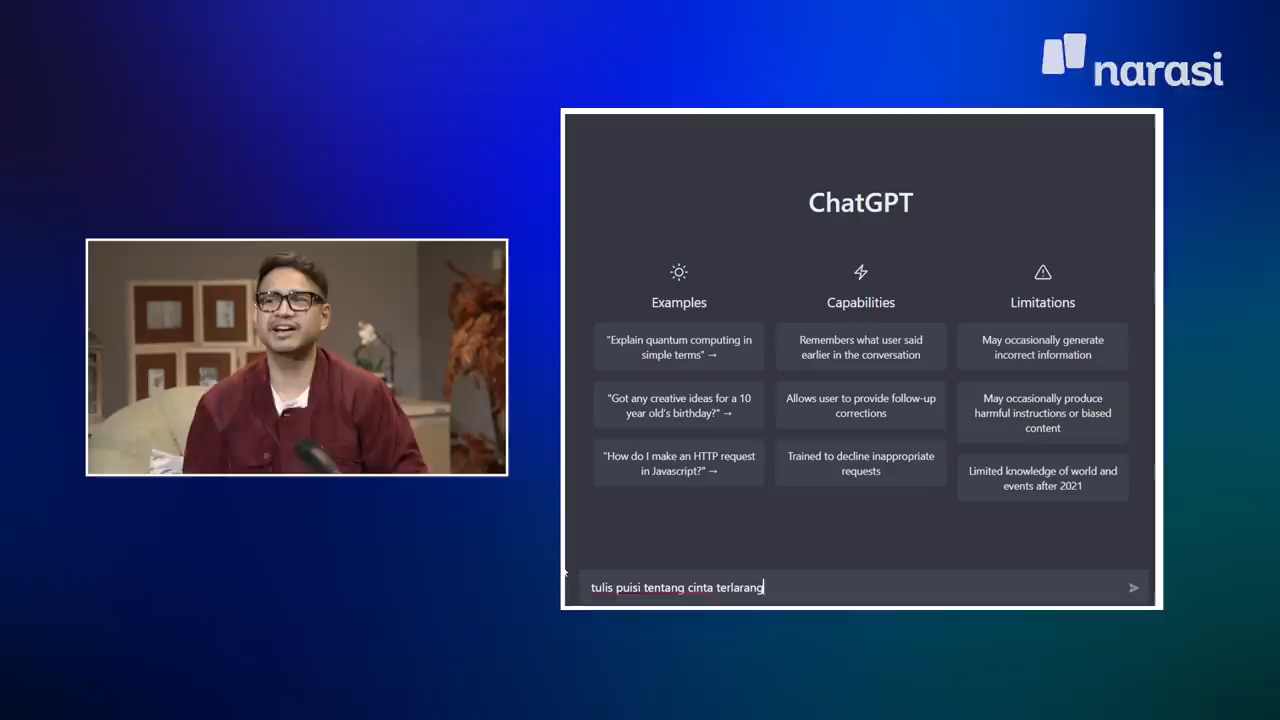 narasi
ChatGPT
Examples
"Explain quantum computing in
simple terms" →
"Got any creative ideas for a 10
year old's birthday?" →
"How do I make an HTTP request
in Javascript?" →
Capabilities
Remembers what user said
earlier in the conversation
Allows user to provide follow-up
corrections
Trained to decline inappropriate
requests
Limitations
May occasionally generate
incorrect information
May occasionally produce
harmful instructions or biased
content
Limited knowledge of world and
events after 2021
tulis puisi tentang cinta terlarang